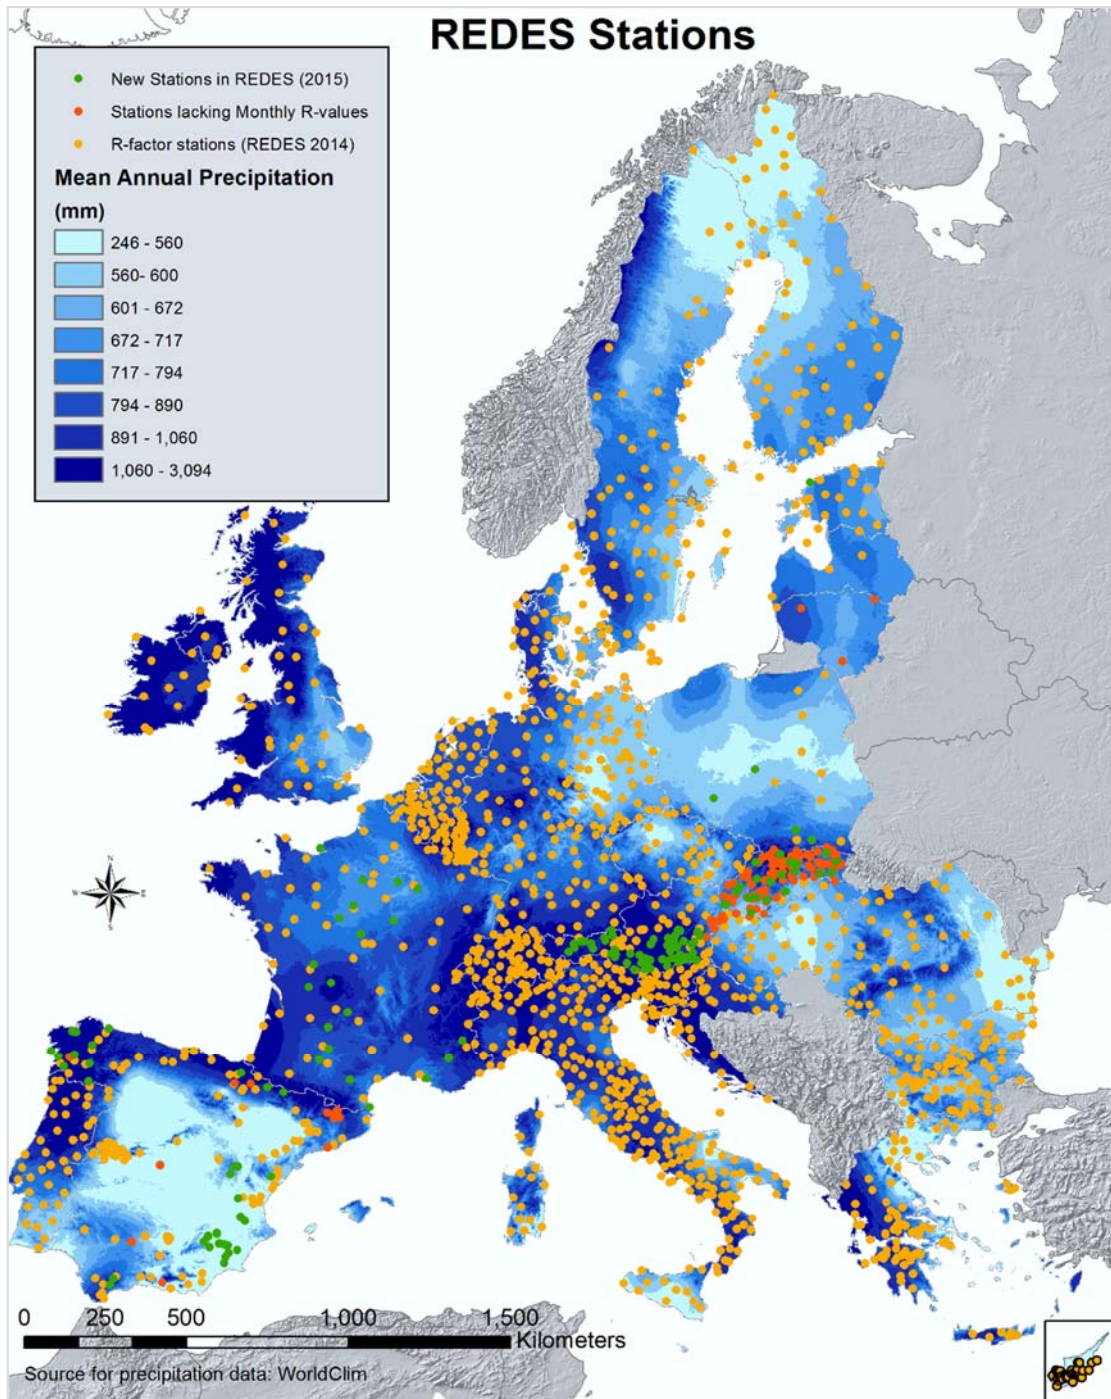 REDES Stations
New Stations in REDES (2015)
Stations lacking Monthly R-values
R-factor stations (REDES 2014)
Mean Annual Precipitation
(mm)
246 - 560
560- 600
601 - 672
672 - 717
717 - 794
794 - 890
891 - 1,060
1,060 - 3,094
N
W E
S
0 250 500 1,000 1,500
Kilometers
Source for precipitation data: WorldClim